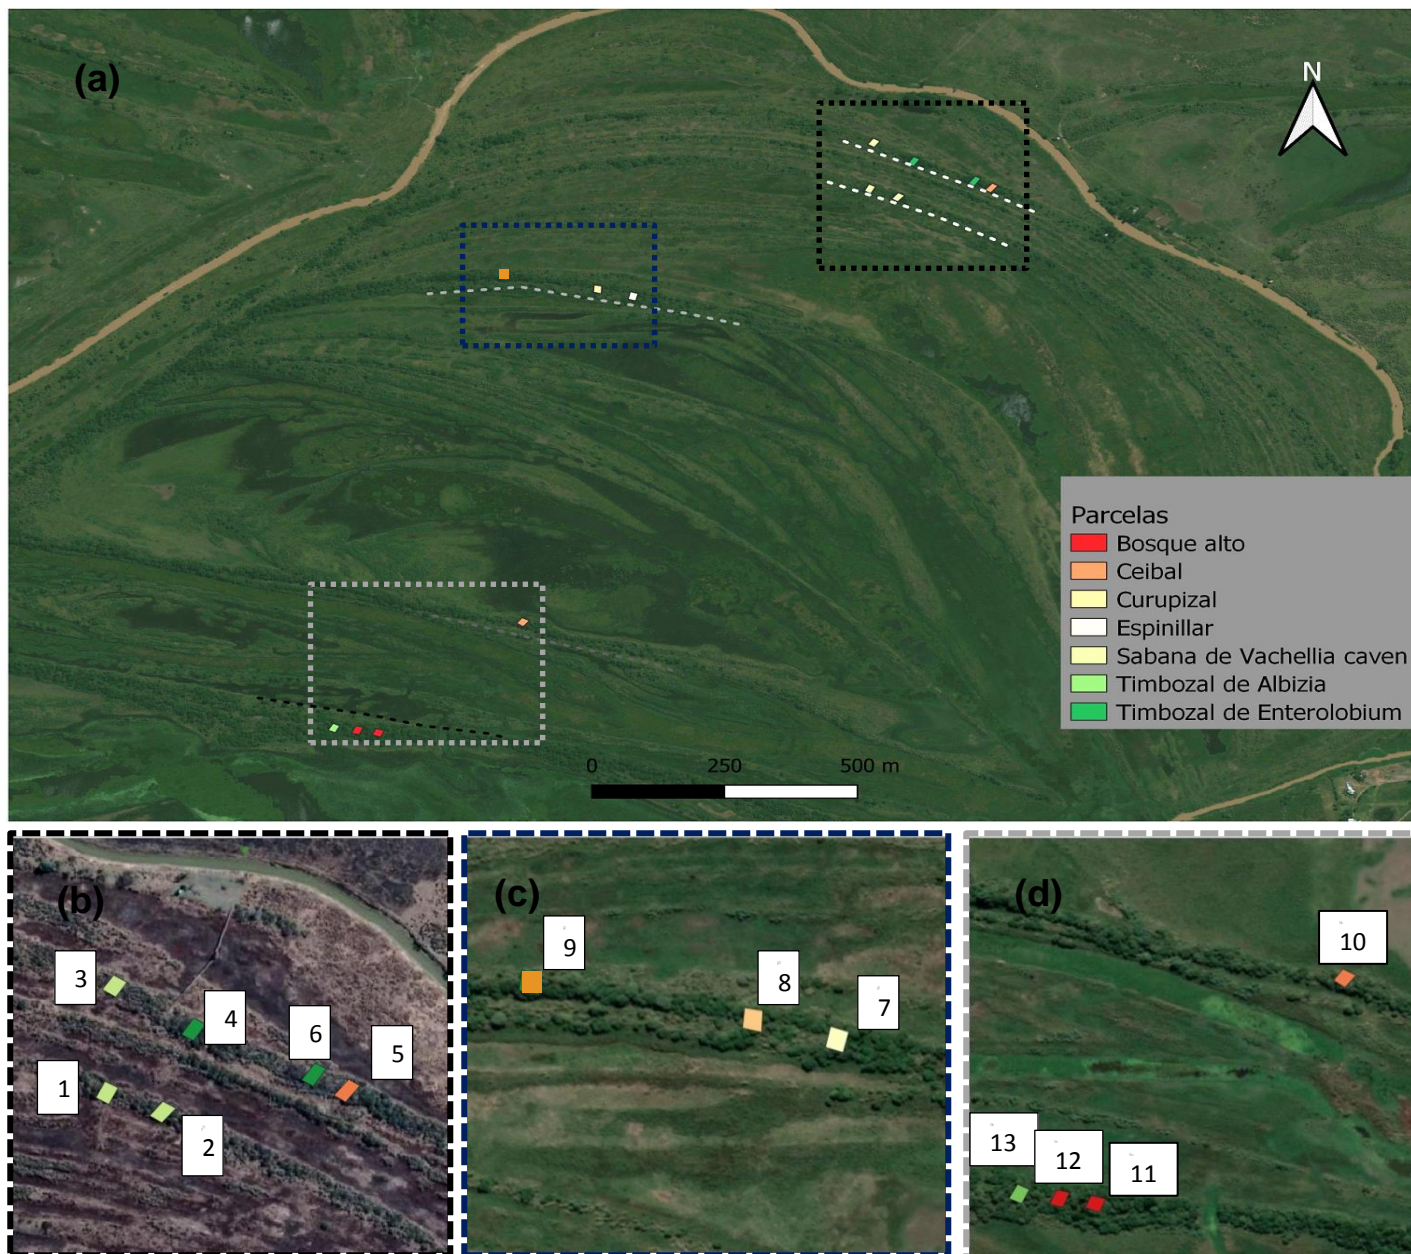 (a)
N
Parcelas
Bosque alto
Ceibal
Curupizal
Espinillar
Sabana de Vachellia caven
Timbozal de Albizia
Timbozal de Enterolobium
0 250 500 m
(b)
3
4
6
5
1
2
(c)
9
8
7
(d)
10
13
12
11